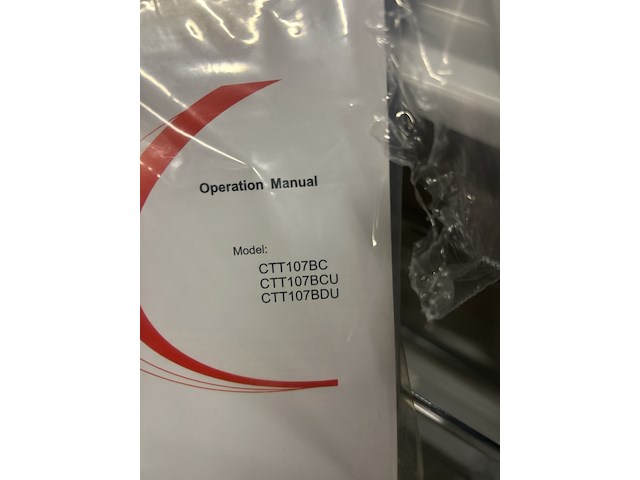 Operation Manual
Model:
CTT107BC
CTT107BCU
CTT107BDU